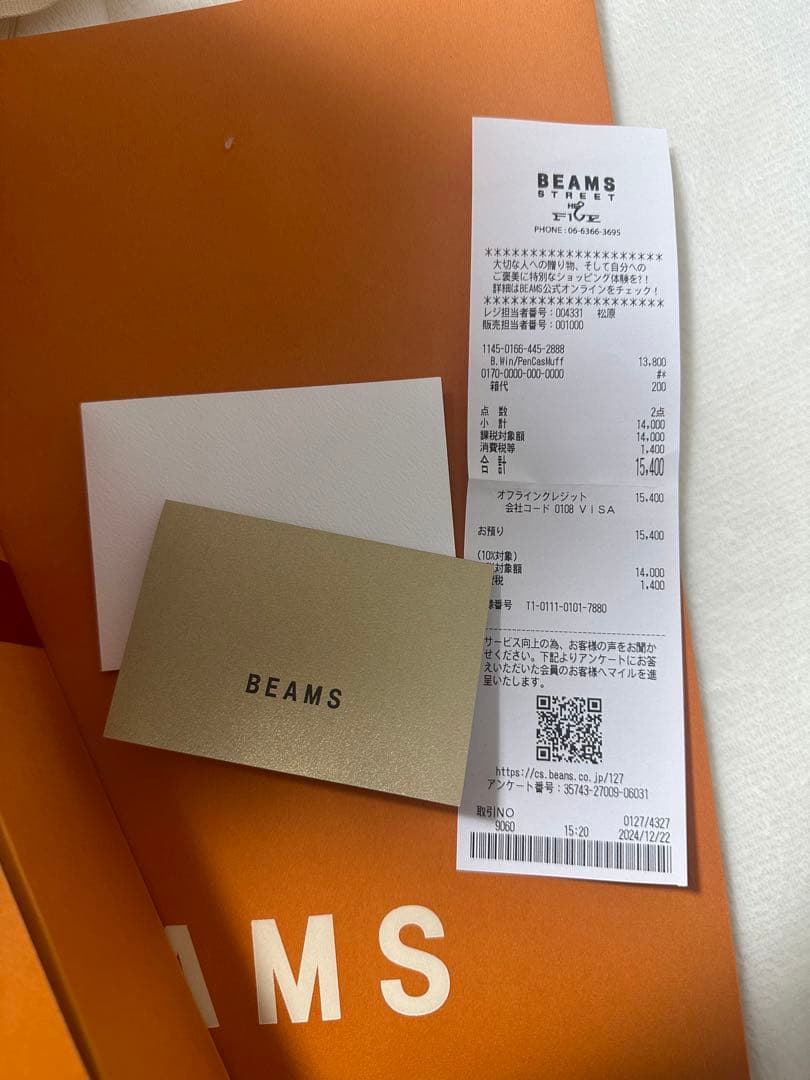 BEAMS
STREET
HEP
FIVE
PHONE : 06-6366-3695
*******************
大切な人への贈り物、そして自分への
ご褒美に特別なショッピング体験を?!
詳細はBEAMS公式オンラインをチェック!
*******************
レジ担当者番号:004331 松原
販売担当者番号:001000
1145-0166-445-2888
B.Win/PenCasMuff 13,800
0170-0000-000-0000 #*
箱代 200
点 数 2点
小 計 14,000
課税対象額 14,000
消費税等 1,400
合 計 15,400
オフラインクレジット 15,400
会社コード 0108 VISA
お預り 15,400
(10%対象)
対象額 14,000
税 1,400
番号 T1-0111-0101-7880
サービス向上の為、お客様の声をお聞か
せください。下記よりアンケートにお答
えいただいた会員のお客様へマイルを進
呈いたします。
https://cs.beams.co.jp/127
アンケート番号:35743-27009-06031
取引NO 0127/4327
9060 15:20 2024/12/22
BEAMS
AMS